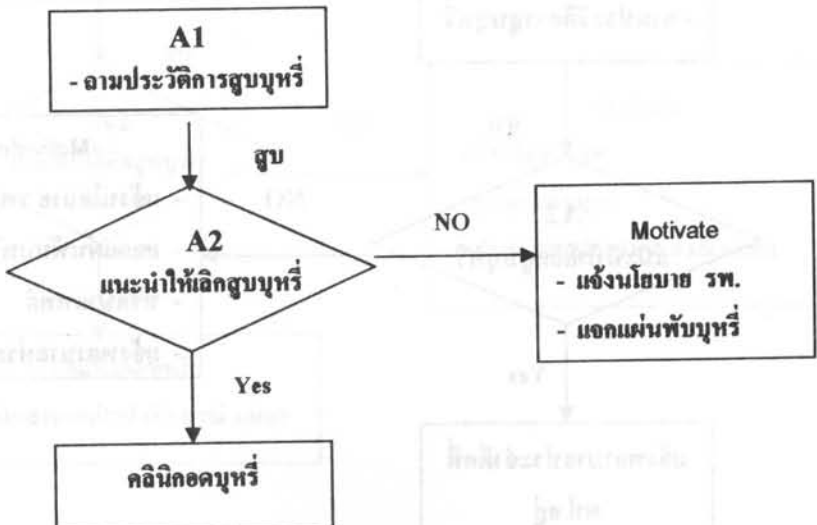 A1
- ถามประวัติการสูบบุหรี่
สูบ
A2
แนะนำให้เลิกสูบบุหรี่
NO
Motivate
- แจ้งนโยบาย รพ.
- แจกแผ่นพับบุหรี่
Yes
คลินิกอดบุหรี่